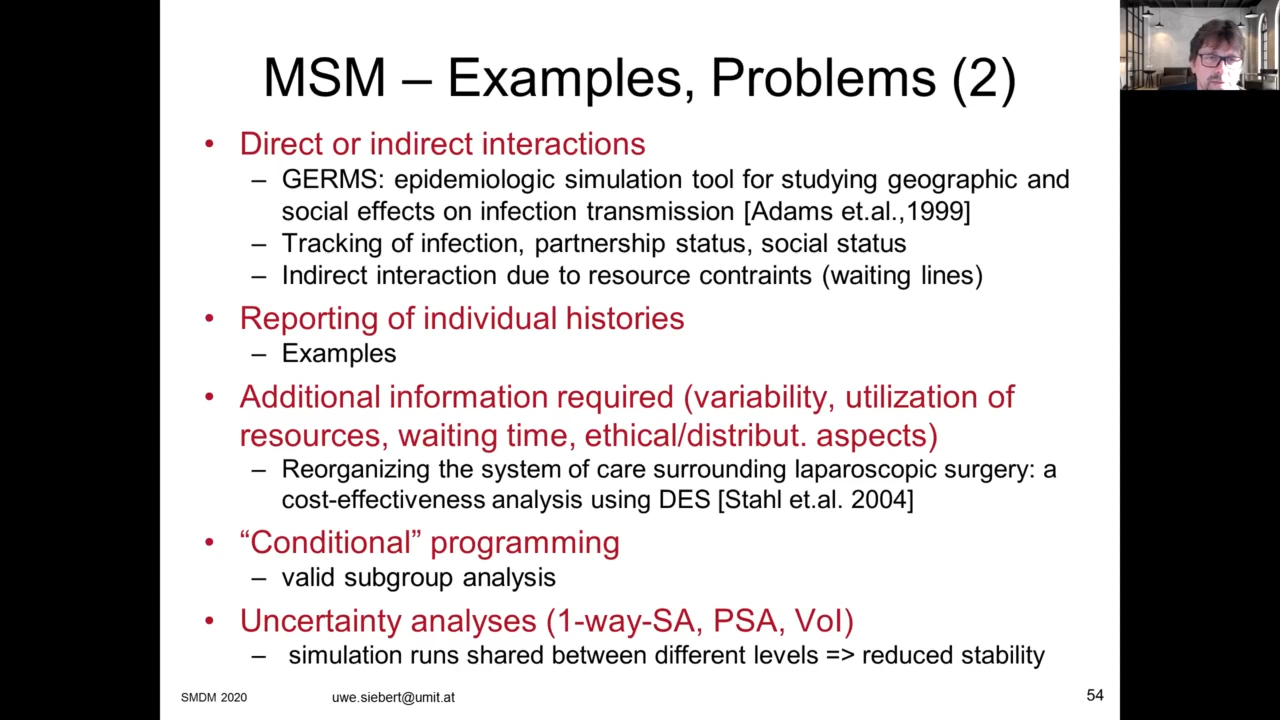 MSM – Examples, Problems (2)
• Direct or indirect interactions
– GERMS: epidemiologic simulation tool for studying geographic and
social effects on infection transmission [Adams et.al.,1999]
– Tracking of infection, partnership status, social status
– Indirect interaction due to resource contraints (waiting lines)
• Reporting of individual histories
– Examples
• Additional information required (variability, utilization of
resources, waiting time, ethical/distribut. aspects)
– Reorganizing the system of care surrounding laparoscopic surgery: a
cost-effectiveness analysis using DES [Stahl et.al. 2004]
• “Conditional” programming
– valid subgroup analysis
• Uncertainty analyses (1-way-SA, PSA, VoI)
– simulation runs shared between different levels => reduced stability
SMDM 2020 uwe.siebert@umit.at 54